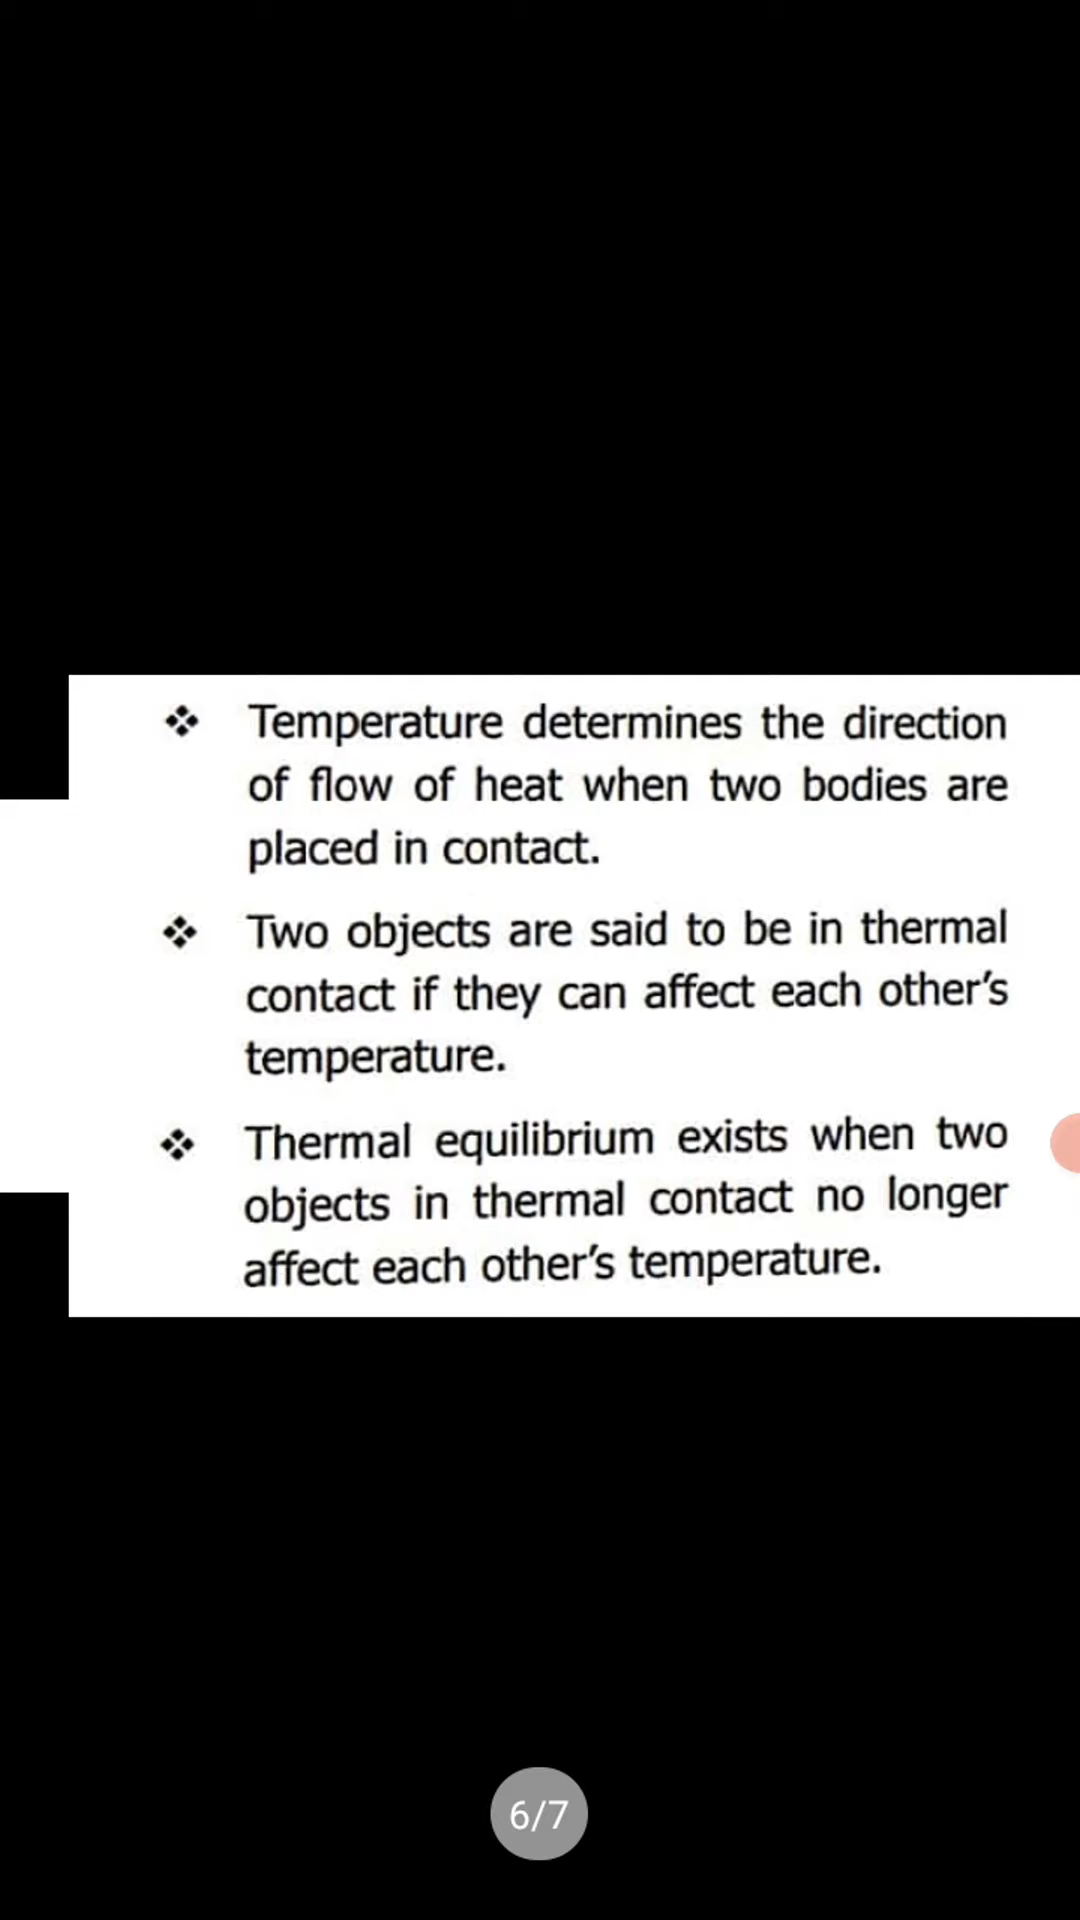 ❖ Temperature determines the direction
of flow of heat when two bodies are
placed in contact.
❖ Two objects are said to be in thermal
contact if they can affect each other’s
temperature.
❖ Thermal equilibrium exists when two
objects in thermal contact no longer
affect each other’s temperature.
6/7